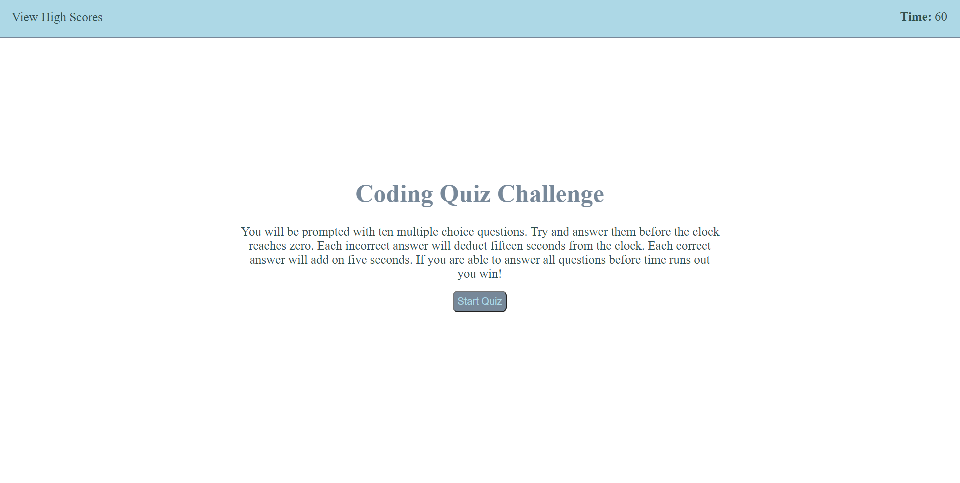 View High Scores
Time: 60
Coding Quiz Challenge
You will be prompted with ten multiple choice questions. Try and answer them before the clock
reaches zero. Each incorrect answer will deduct fifteen seconds from the clock. Each correct
answer will add on five seconds. If you are able to answer all questions before time runs out
you win!
Start Quiz